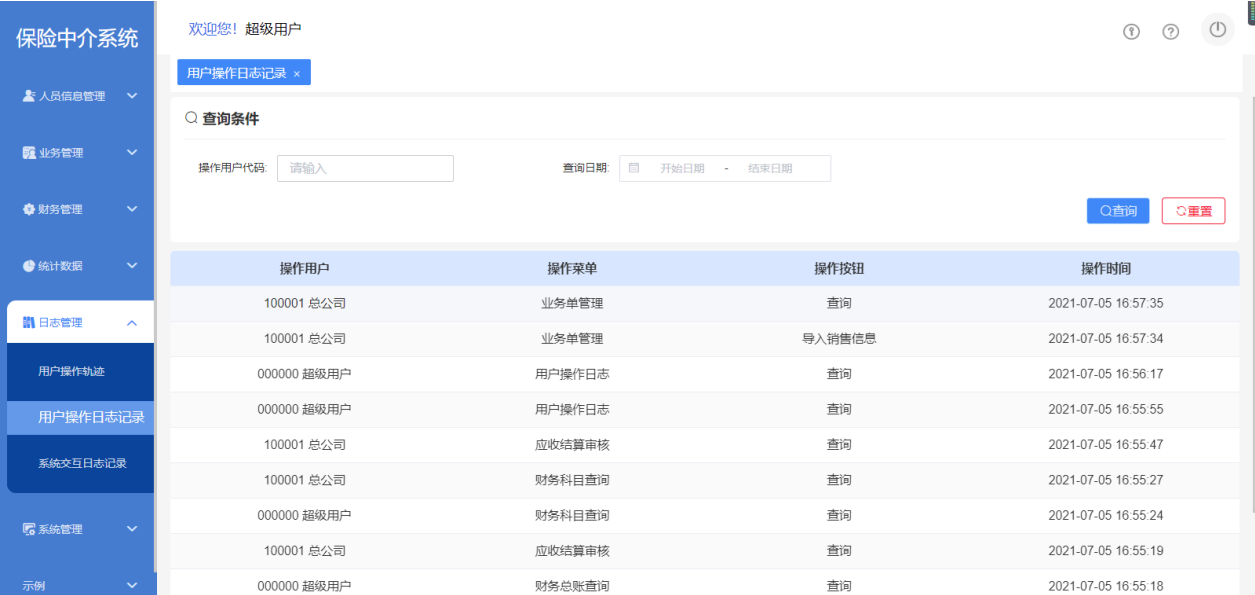 保险中介系统
欢迎您！超级用户
人员信息管理
业务管理
财务管理
统计数据
日志管理
用户操作轨迹
用户操作日志记录
系统交互日志记录
系统管理
示例
用户操作日志记录 ×
查询条件
操作用户代码: 请输入 查询日期: 开始日期 - 结束日期
查询 重置
操作用户 操作菜单 操作按钮 操作时间
100001 总公司 业务单管理 查询 2021-07-05 16:57:35
100001 总公司 业务单管理 导入销售信息 2021-07-05 16:57:34
000000 超级用户 用户操作日志 查询 2021-07-05 16:56:17
000000 超级用户 用户操作日志 查询 2021-07-05 16:55:55
100001 总公司 应收结算审核 查询 2021-07-05 16:55:47
100001 总公司 财务科目查询 查询 2021-07-05 16:55:27
000000 超级用户 财务科目查询 查询 2021-07-05 16:55:24
100001 总公司 应收结算审核 查询 2021-07-05 16:55:19
000000 超级用户 财务总账查询 查询 2021-07-05 16:55:18